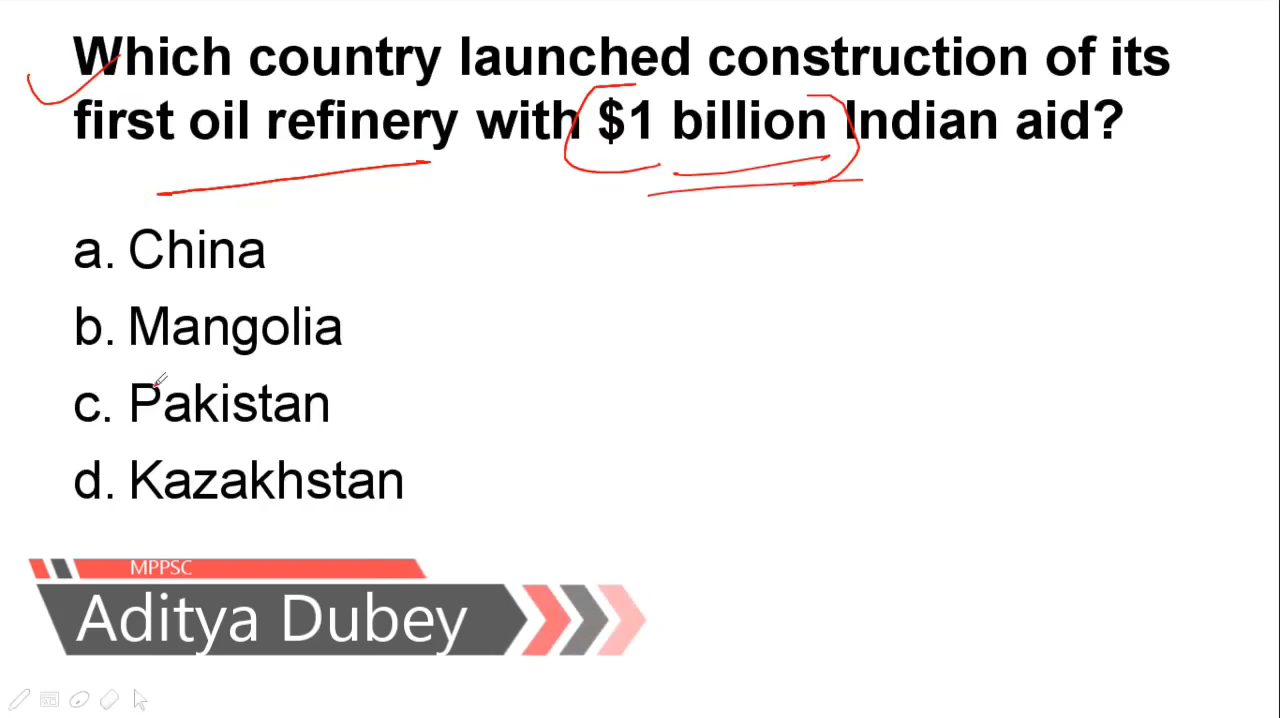 Which country launched construction of its
first oil refinery with $1 billion Indian aid?
a. China
b. Mangolia
c. Pakistan
d. Kazakhstan
MPPSC
Aditya Dubey